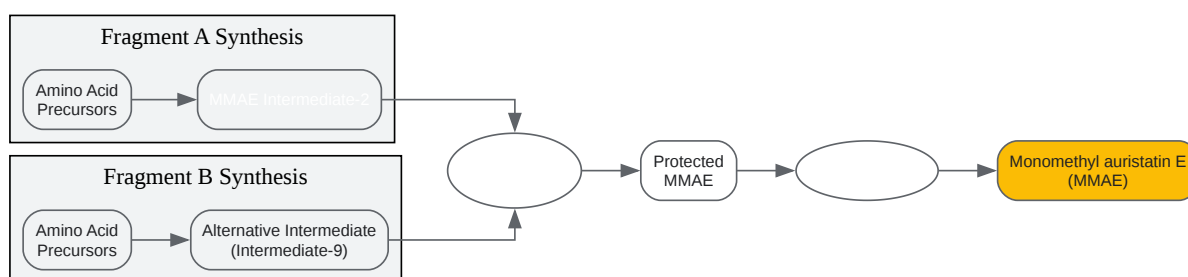 Fragment A Synthesis
Amino Acid
Precursors
MMAE Intermediate-2
Fragment B Synthesis
Amino Acid
Precursors
Alternative Intermediate
(Intermediate-9)
Protected
MMAE
Monomethyl auristatin E
(MMAE)